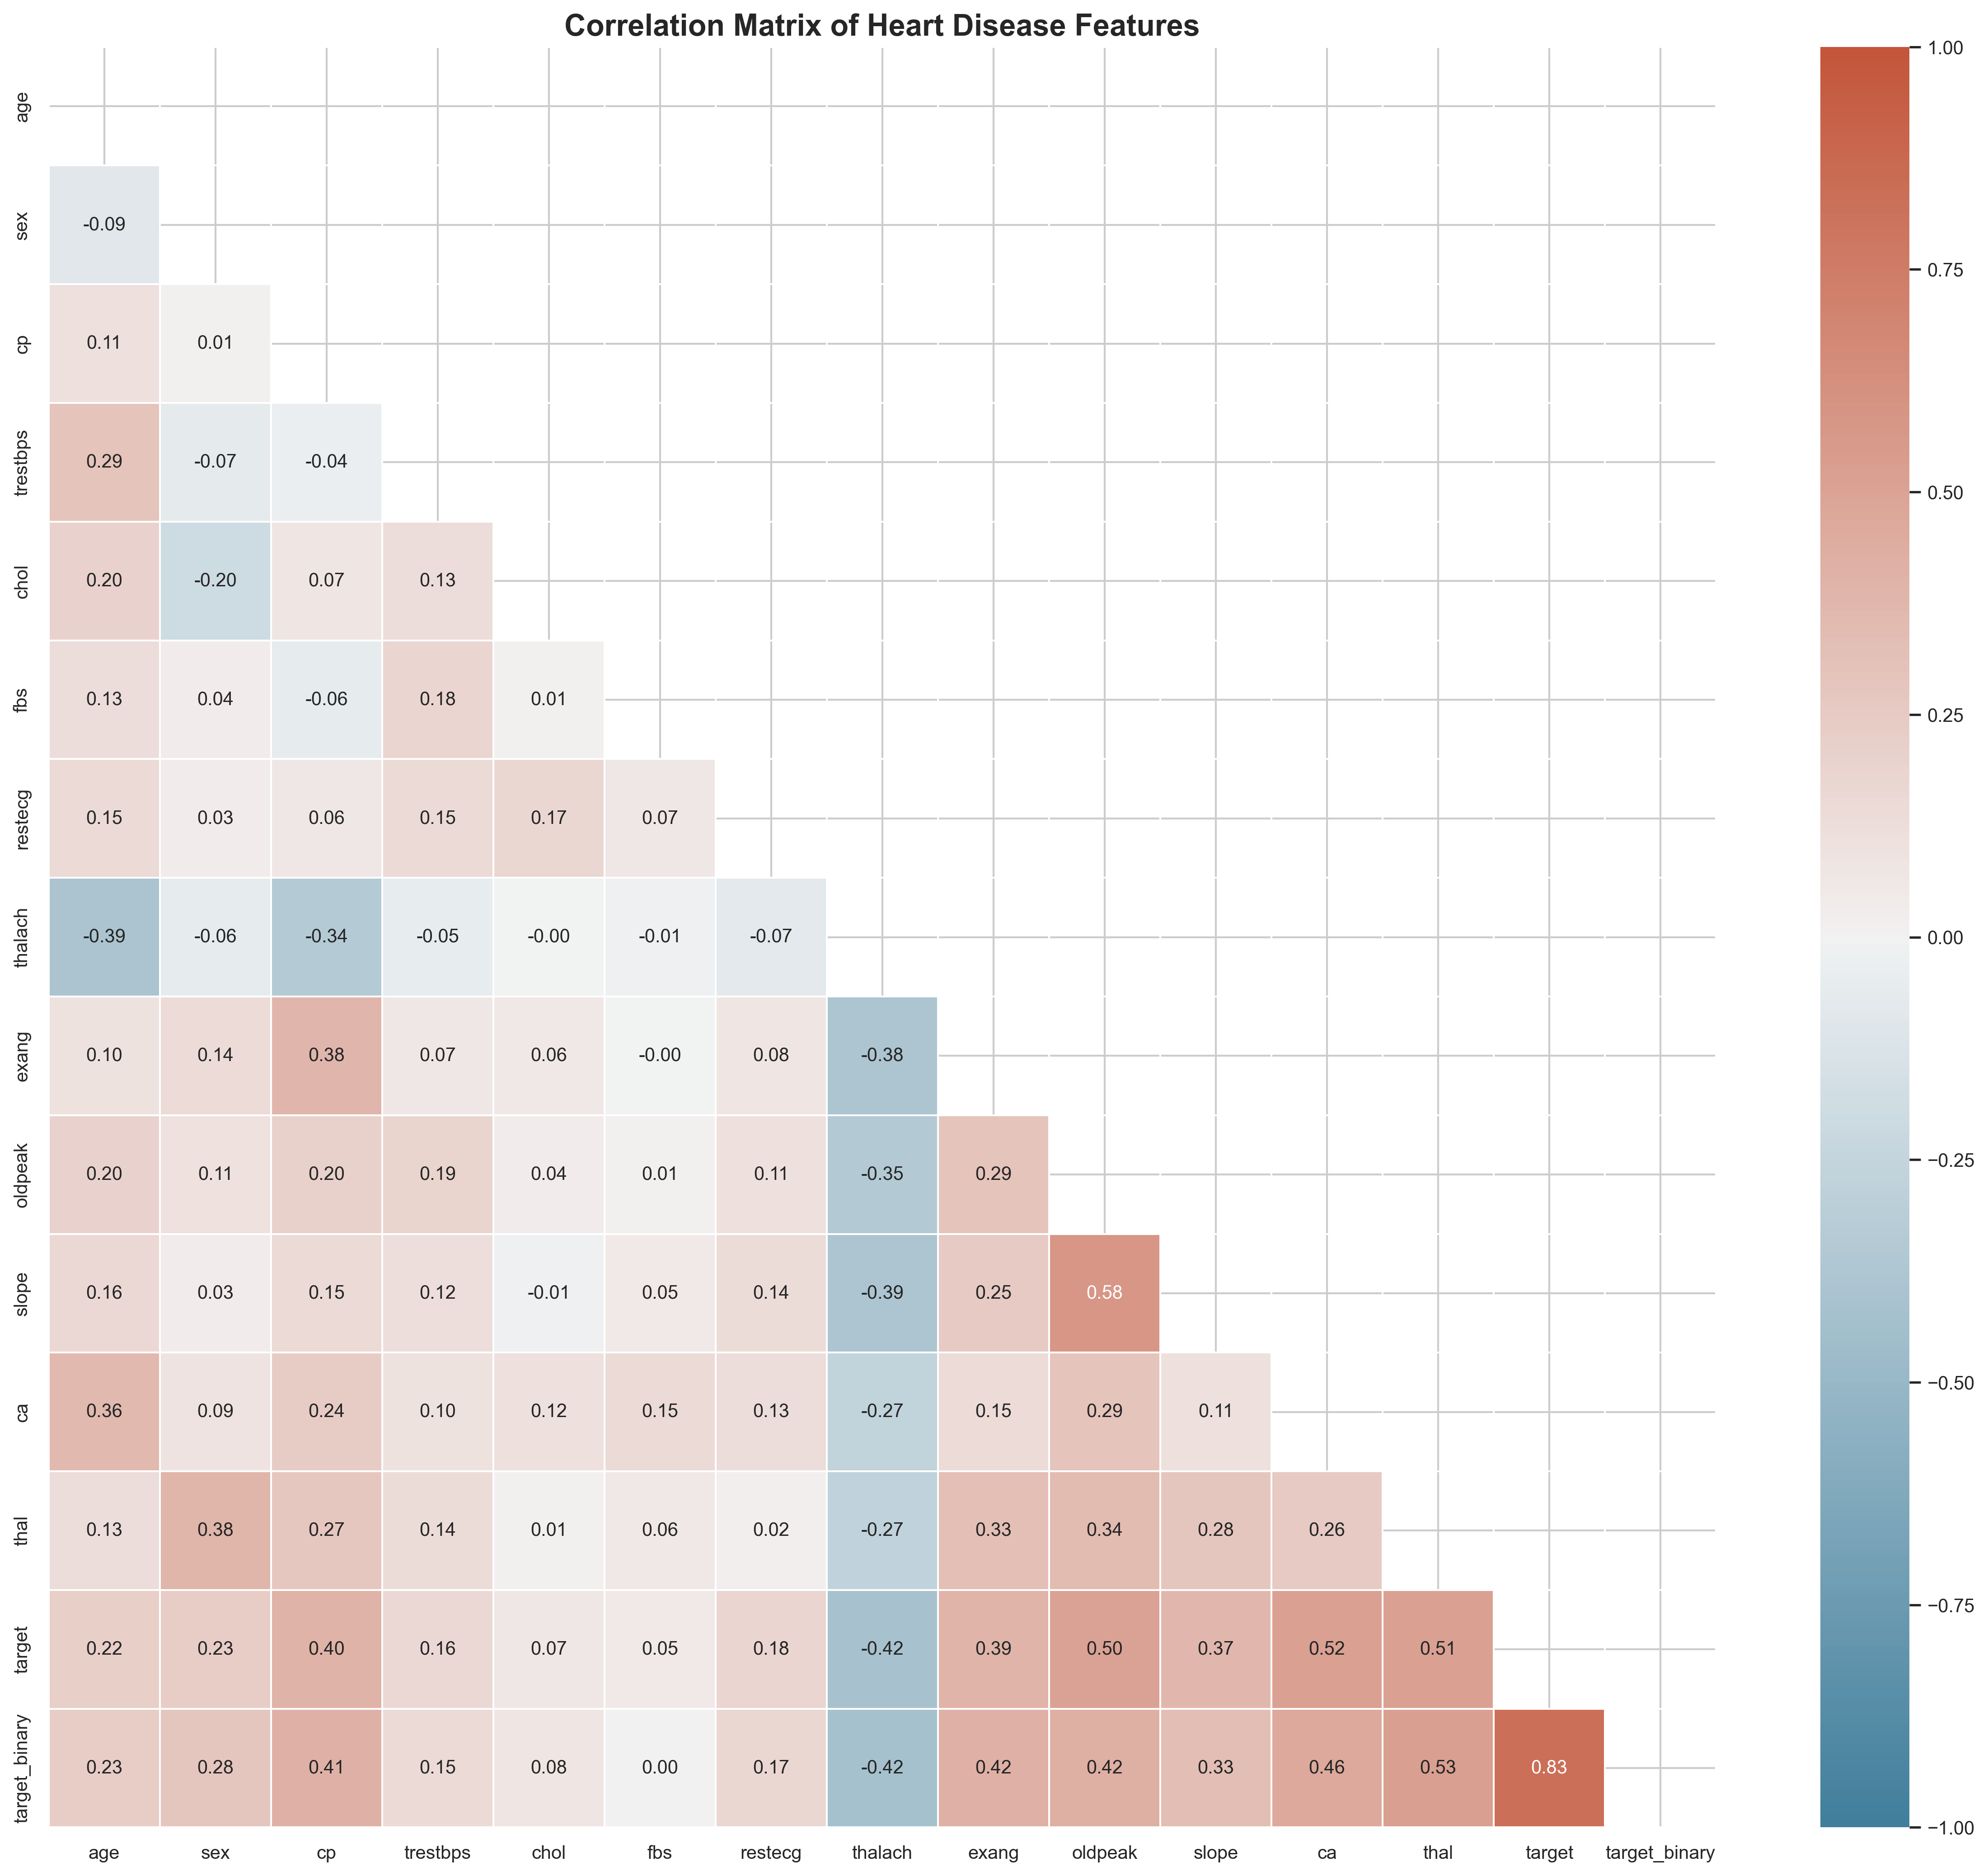 Correlation Matrix of Heart Disease Features
age
sex -0.09
cp 0.11 0.01
trestbps 0.29 -0.07 -0.04
chol 0.20 -0.20 0.07 0.13
fbs 0.13 0.04 -0.06 0.18 0.01
restecg 0.15 0.03 0.06 0.15 0.17 0.07
thalach -0.39 -0.06 -0.34 -0.05 -0.00 -0.01 -0.07
exang 0.10 0.14 0.38 0.07 0.06 -0.00 0.08 -0.38
oldpeak 0.20 0.11 0.20 0.19 0.04 0.01 0.11 -0.35 0.29
slope 0.16 0.03 0.15 0.12 -0.01 0.05 0.14 -0.39 0.25 0.58
ca 0.36 0.09 0.24 0.10 0.12 0.15 0.13 -0.27 0.15 0.29 0.11
thal 0.13 0.38 0.27 0.14 0.01 0.06 0.02 -0.27 0.33 0.34 0.28 0.26
target 0.22 0.23 0.40 0.16 0.07 0.05 0.18 -0.42 0.39 0.50 0.37 0.52 0.51
target_binary 0.23 0.28 0.41 0.15 0.08 0.00 0.17 -0.42 0.42 0.42 0.33 0.46 0.53 0.83
age sex cp trestbps chol fbs restecg thalach exang oldpeak slope ca thal target target_binary
1.00
0.75
0.50
0.25
0.00
−0.25
−0.50
−0.75
−1.00